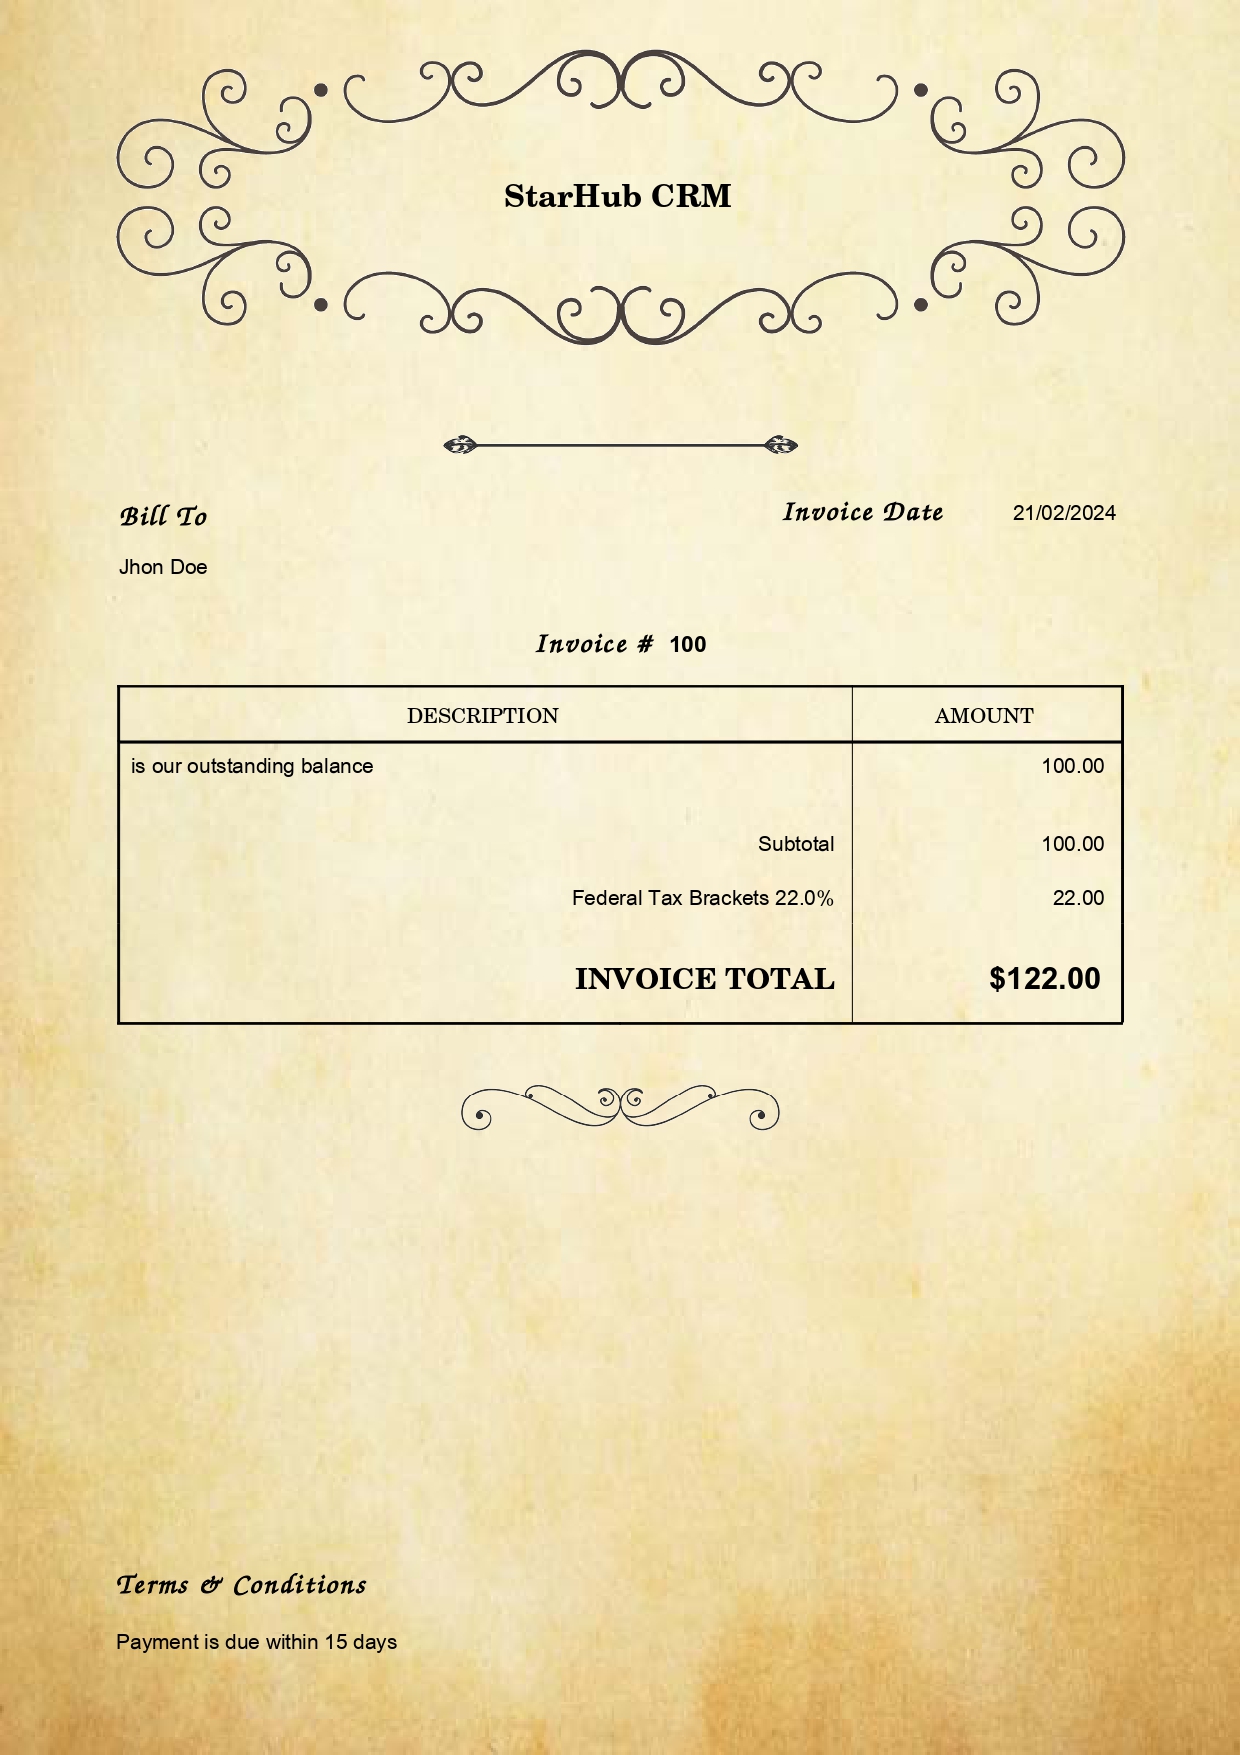 StarHub CRM
Bill To
Invoice Date 21/02/2024
Jhon Doe
Invoice # 100
DESCRIPTION AMOUNT
is our outstanding balance 100.00
Subtotal 100.00
Federal Tax Brackets 22.0% 22.00
INVOICE TOTAL $122.00
Terms & Conditions
Payment is due within 15 days